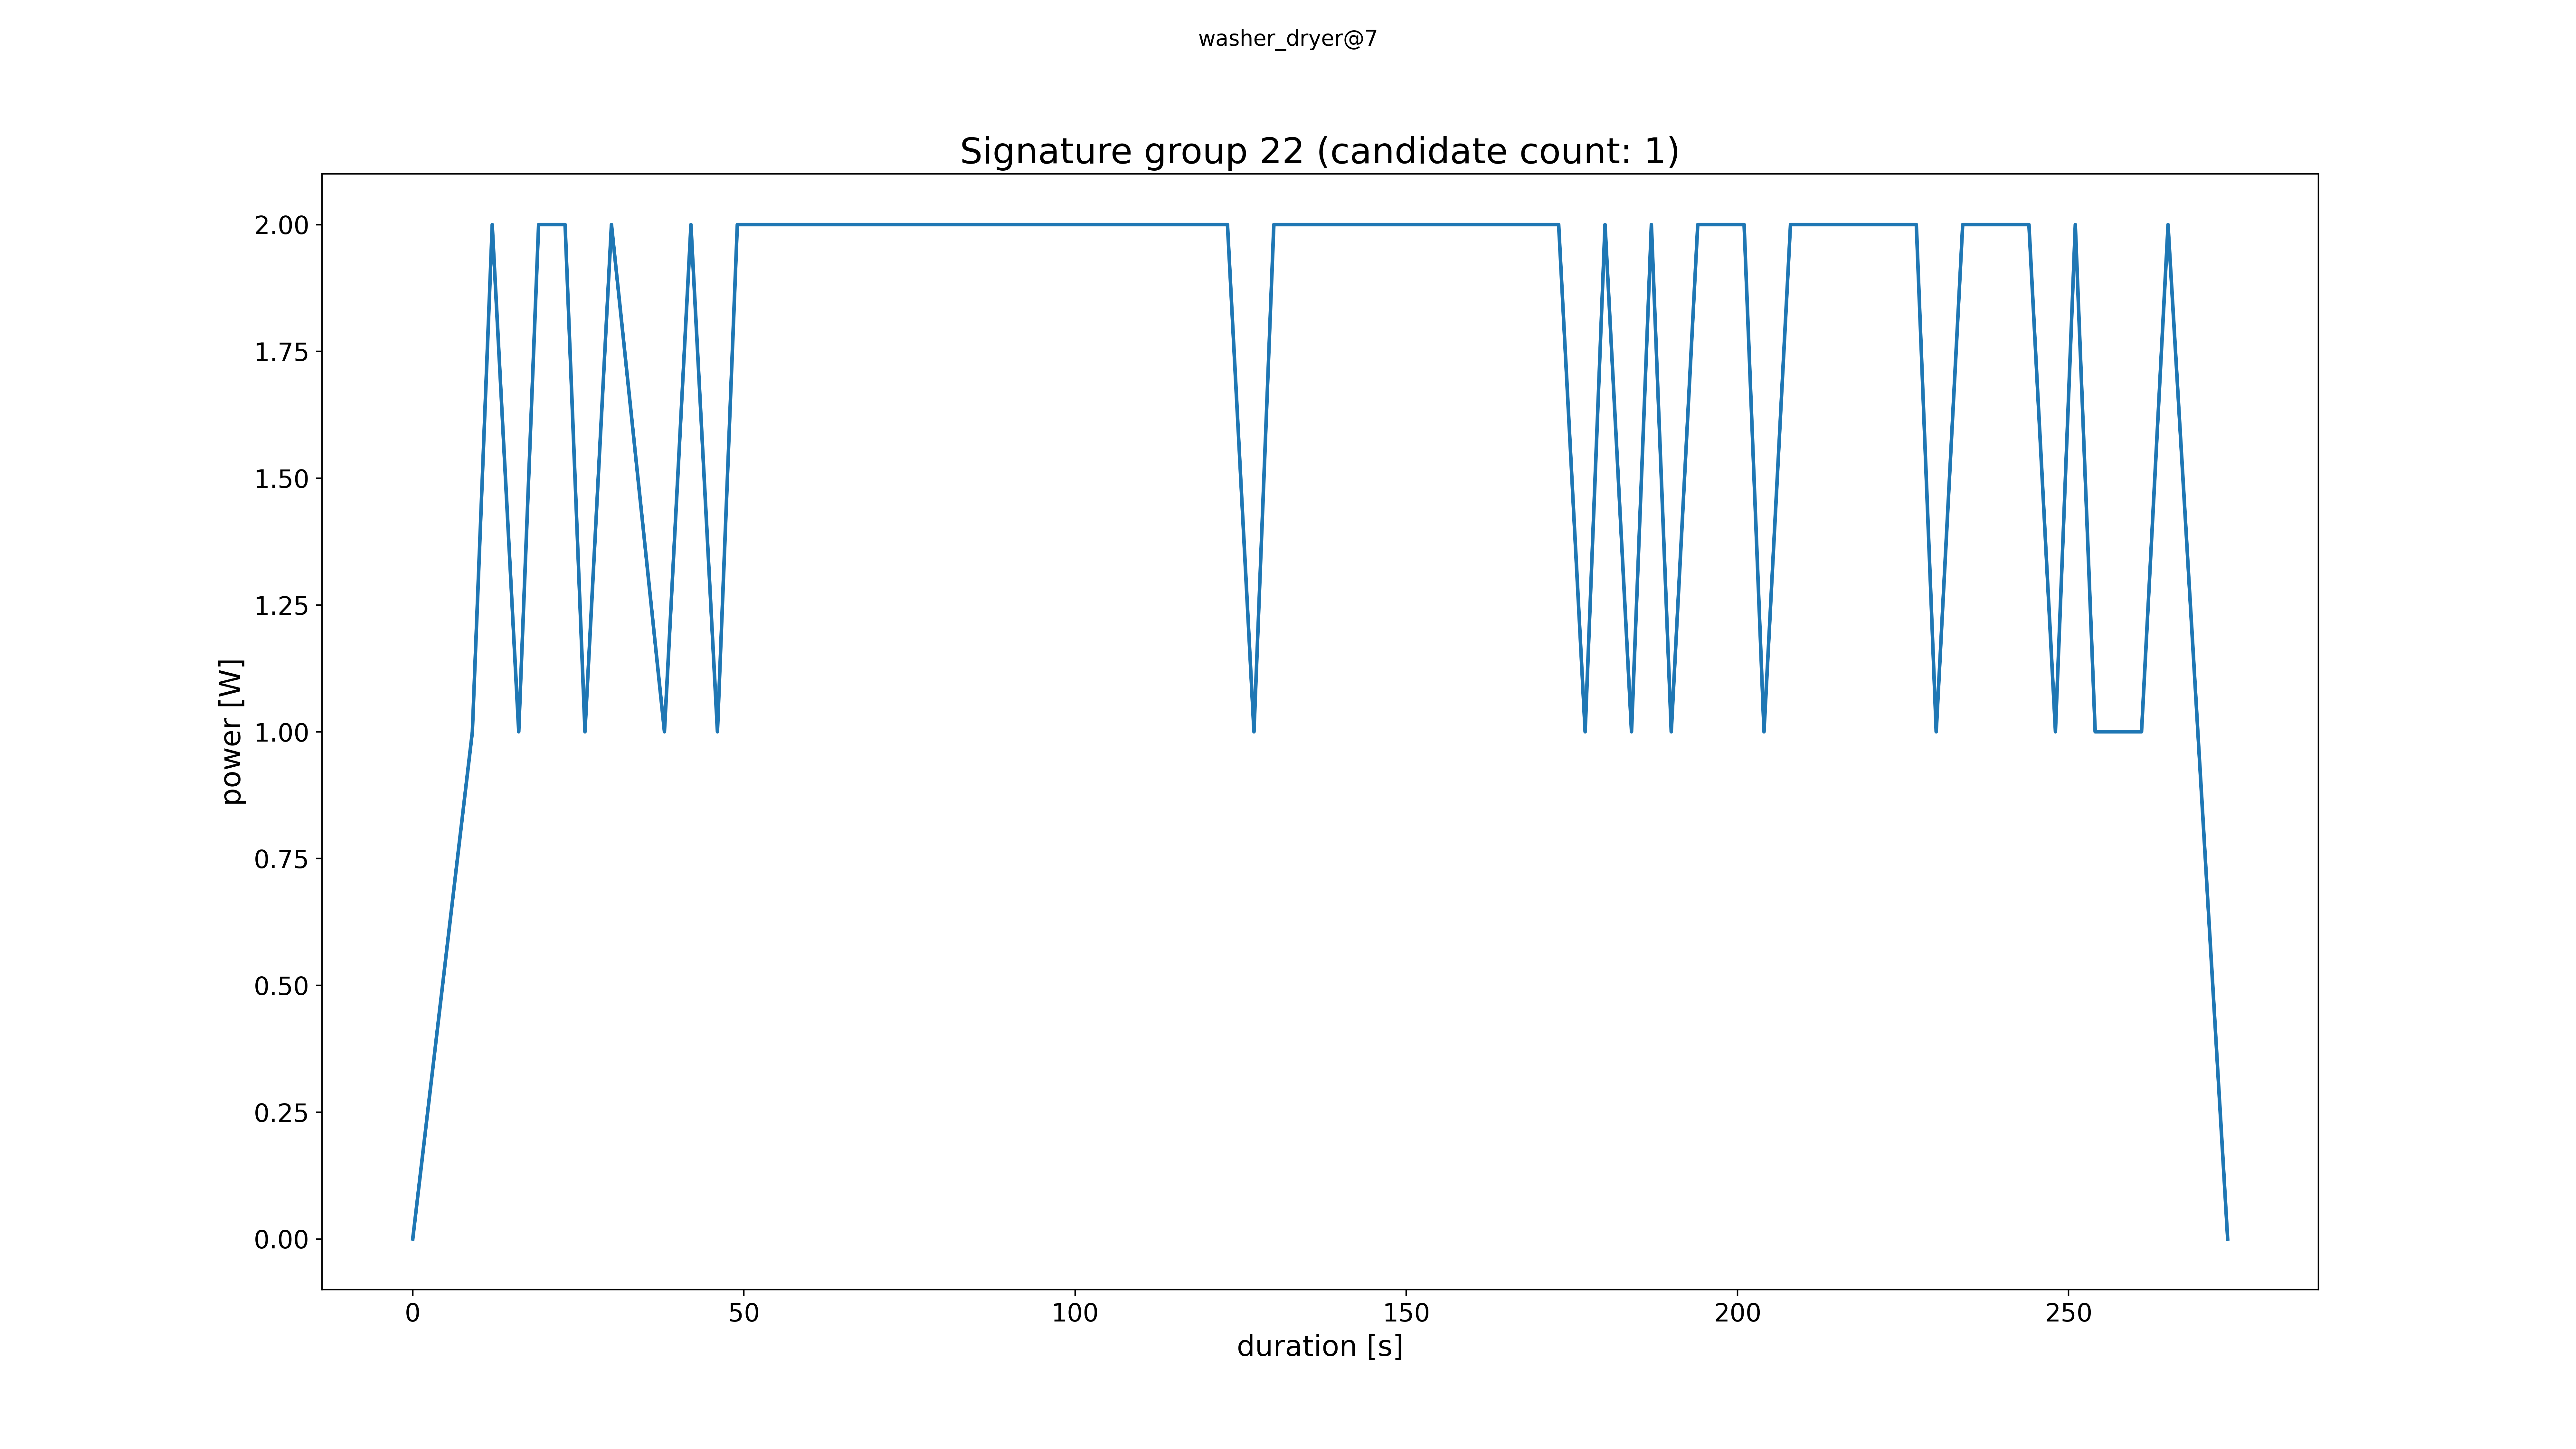 washer_dryer@7
Signature group 22 (candidate count: 1)
2.00
1.75
1.50
1.25
1.00
0.75
0.50
0.25
0.00
power [W]
0 50 100 150 200 250
duration [s]